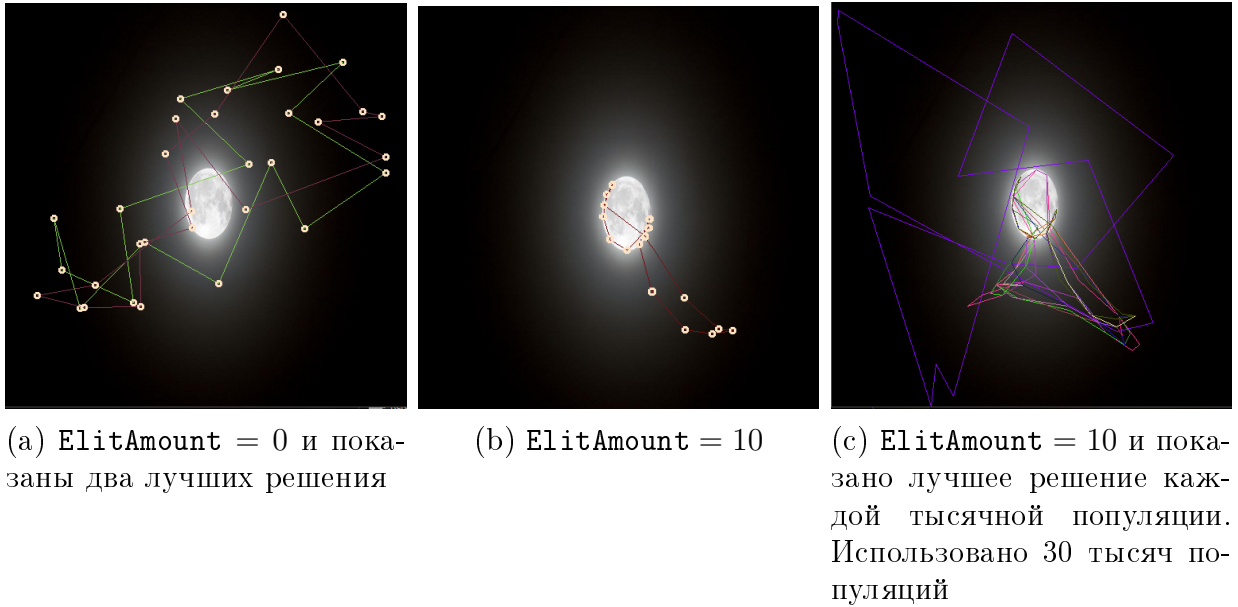 (a) ElitAmount = 0 и пока-
заны два лучших решения
(b) ElitAmount = 10
(c) ElitAmount = 10 и пока-
зано лучшее решение каж-
дой тысячной популяции.
Использовано 30 тысяч по-
пуляций